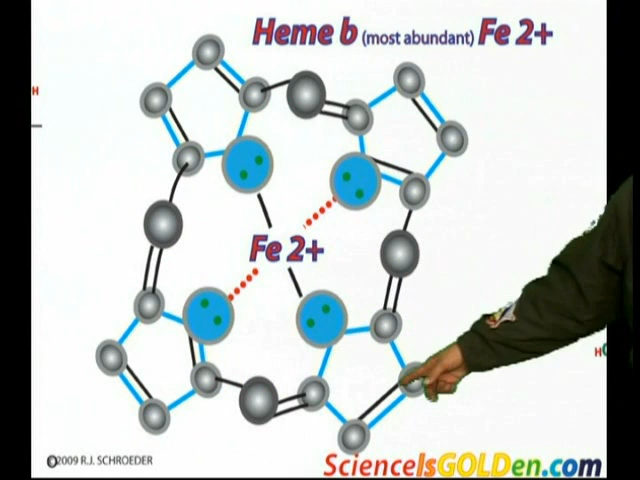 Heme b (most abundant) Fe 2+
H
Fe 2+
H
©2009 R.J. SCHROEDER
ScienceIsGOLDen.com